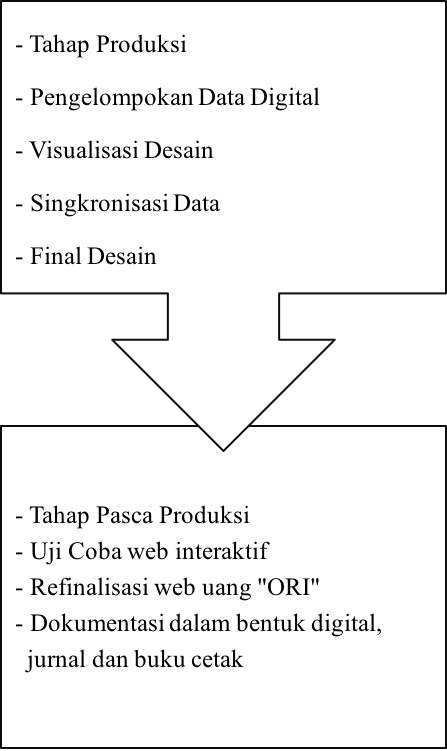 - Tahap Produksi
- Pengelompokan Data Digital
- Visualisasi Desain
- Singkronisasi Data
- Final Desain
- Tahap Pasca Produksi
- Uji Coba web interaktif
- Refinalisasi web uang "ORI"
- Dokumentasi dalam bentuk digital,
jurnal dan buku cetak